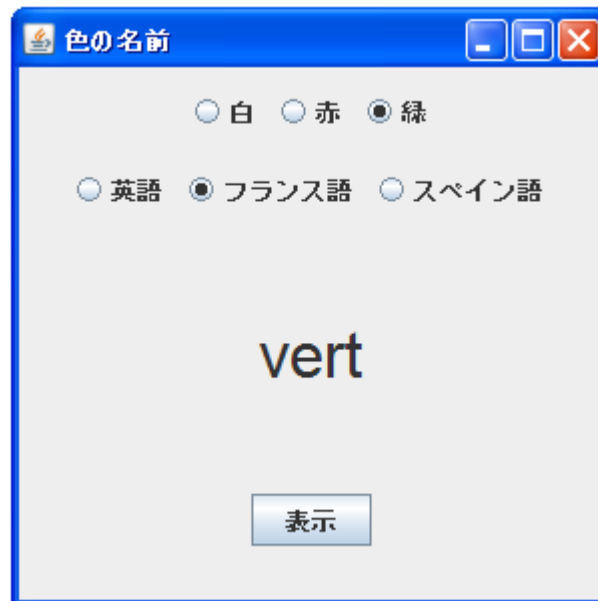 色の名前
白 赤 緑
英語 フランス語 スペイン語
vert
表示